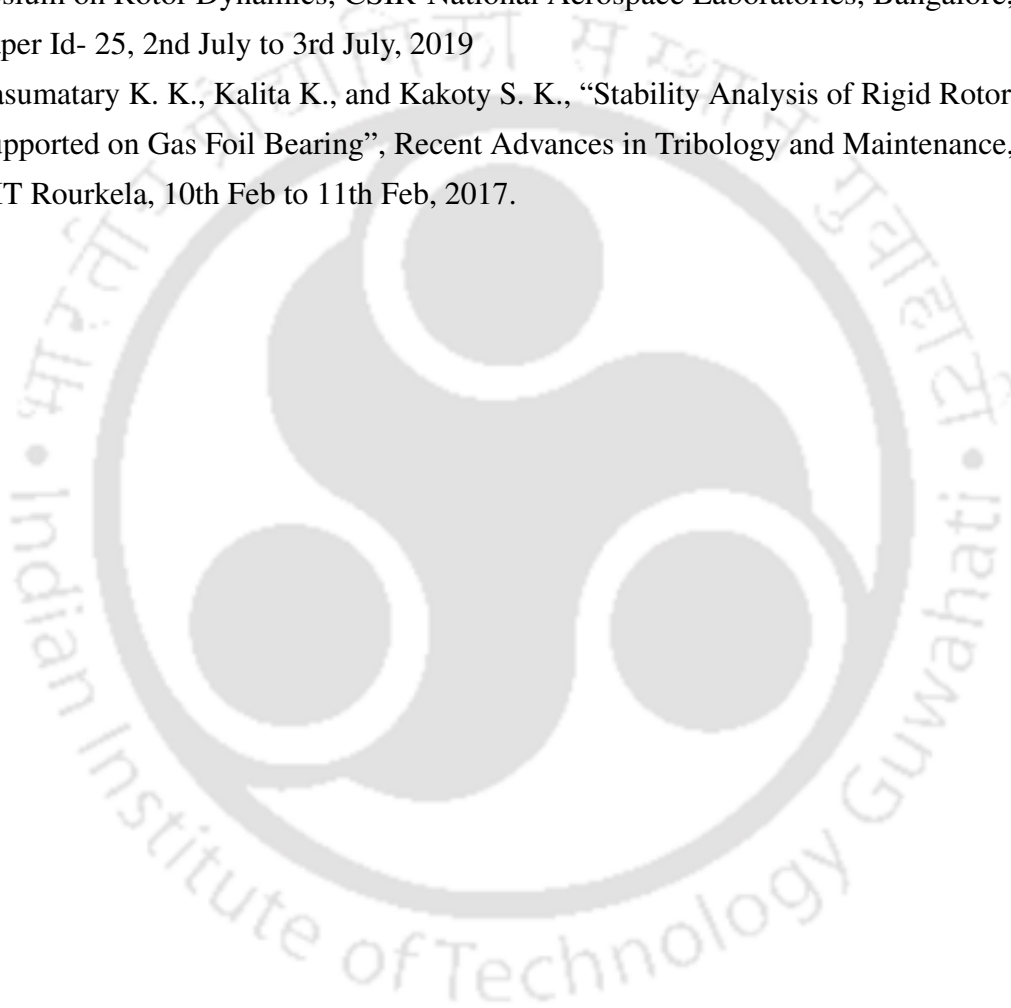 osium on Rotor Dynamics, CSIR-National Aerospace Laboratories, Bangalore,
per Id- 25, 2nd July to 3rd July, 2019
asumatary K. K., Kalita K., and Kakoty S. K., “Stability Analysis of Rigid Rotor
pported on Gas Foil Bearing”, Recent Advances in Tribology and Maintenance,
IT Rourkela, 10th Feb to 11th Feb, 2017.
गुवाहाटी
• Indian Institute of Technology Guwahati •